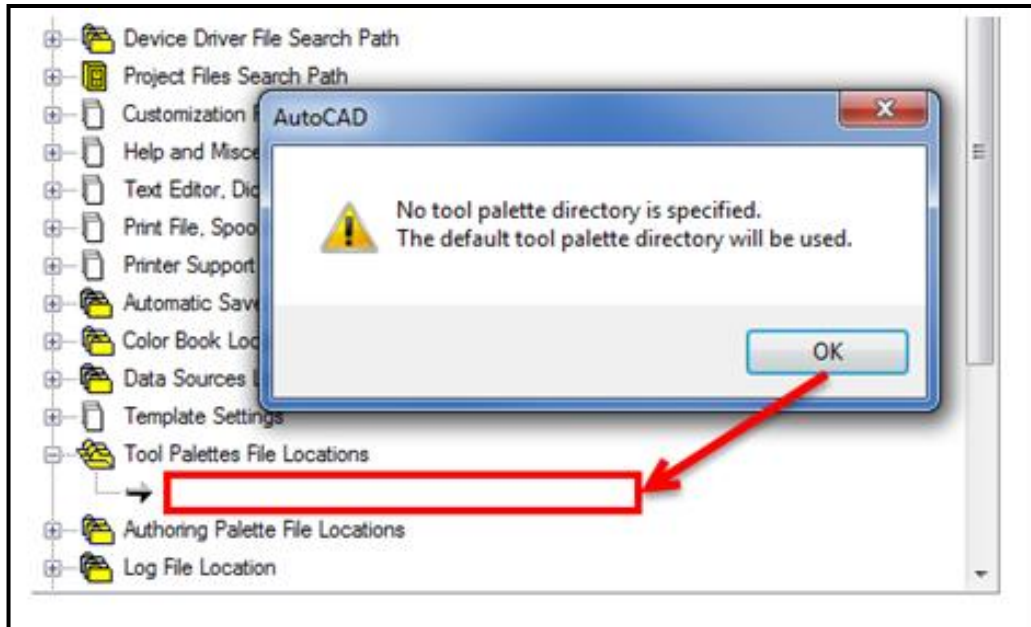 Device Driver File Search Path
Project Files Search Path
Customization
AutoCAD
Help and Misce
No tool palette directory is specified.
The default tool palette directory will be used.
Text Editor, Dic
Print File, Spoo
Printer Support
Automatic Save
Color Book Loc
OK
Data Sources
Template Settings
Tool Palettes File Locations
Authoring Palette File Locations
Log File Location